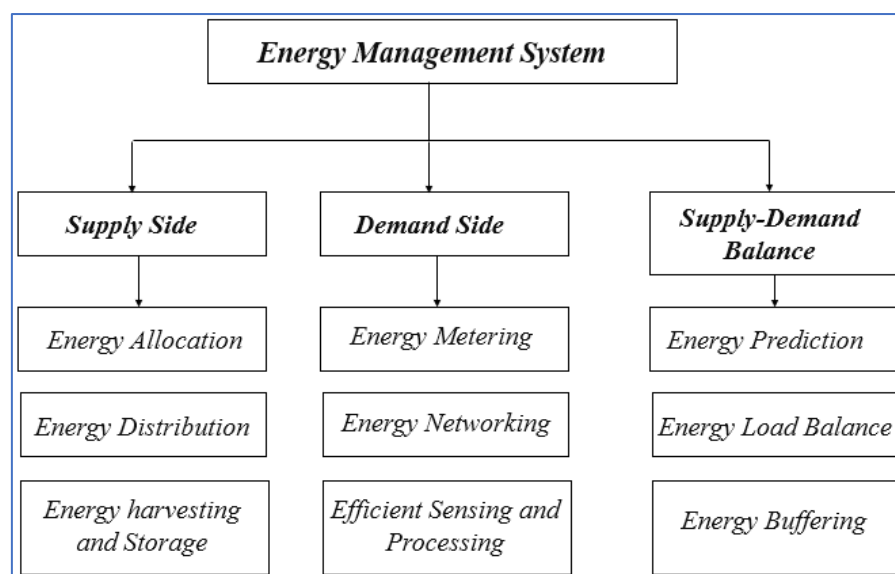 Energy Management System
Supply Side
Demand Side
Supply-Demand
Balance
Energy Allocation
Energy Metering
Energy Prediction
Energy Distribution
Energy Networking
Energy Load Balance
Energy harvesting
and Storage
Efficient Sensing and
Processing
Energy Buffering